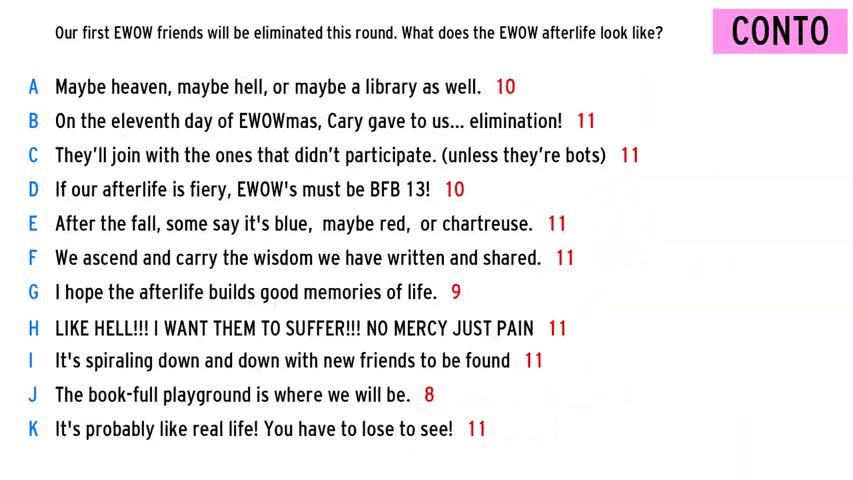 Our first EWOW friends will be eliminated this round. What does the EWOW afterlife look like?
CONTO
A Maybe heaven, maybe hell, or maybe a library as well. 10
B On the eleventh day of EWOWmas, Cary gave to us... elimination! 11
C They'll join with the ones that didn't participate. (unless they're bots) 11
D If our afterlife is fiery, EWOW's must be BFB 13! 10
E After the fall, some say it's blue, maybe red, or chartreuse. 11
F We ascend and carry the wisdom we have written and shared. 11
G I hope the afterlife builds good memories of life. 9
H LIKE HELL!!! I WANT THEM TO SUFFER!!! NO MERCY JUST PAIN 11
I It's spiraling down and down with new friends to be found 11
J The book-full playground is where we will be. 8
K It's probably like real life! You have to lose to see! 11